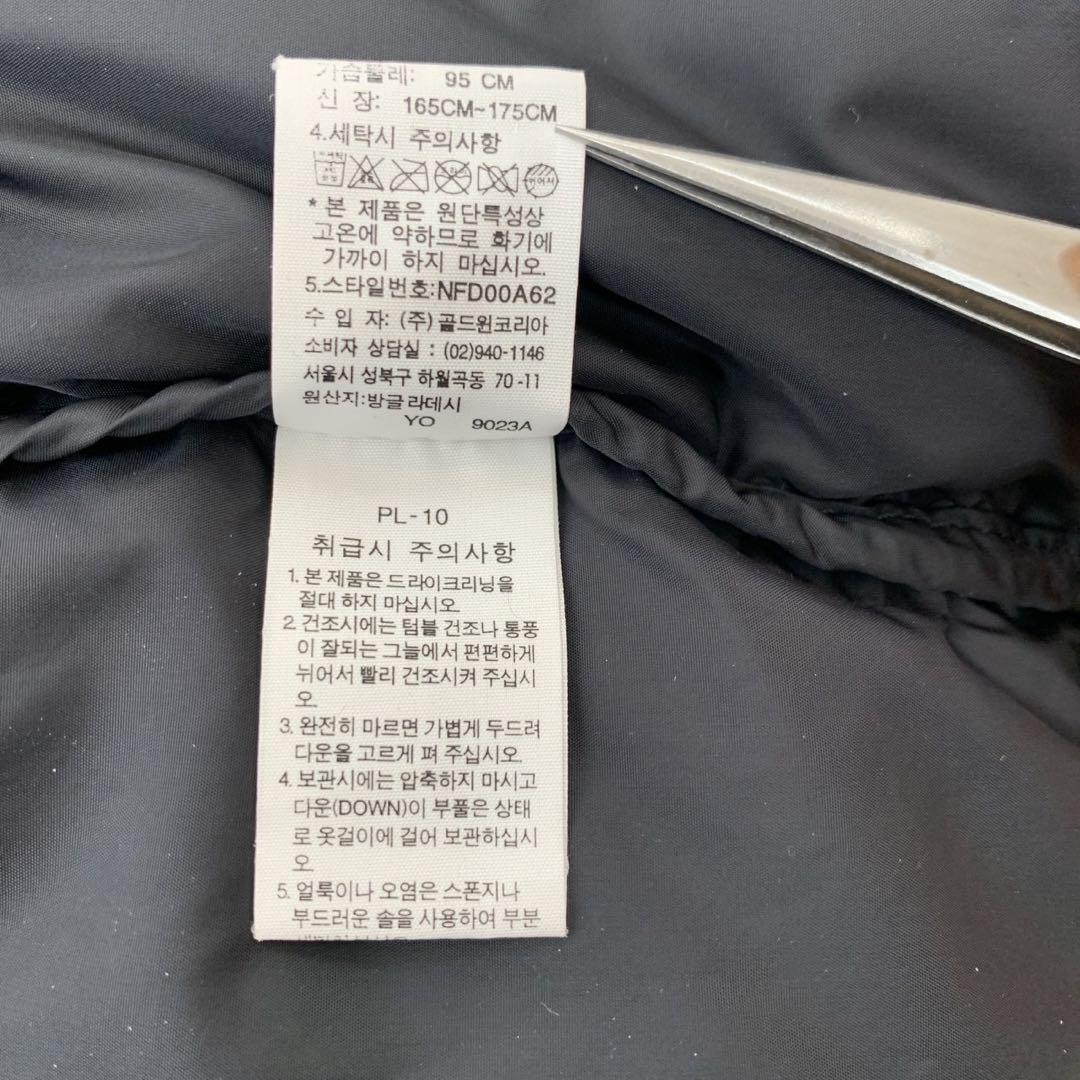 가슴둘레: 95 CM
신 장: 165CM~175CM
4.세탁시 주의사항
* 본 제품은 원단특성상
고온에 약하므로 화기에
가까이 하지 마십시오.
5.스타일번호:NFD00A62
수 입 자: (주)골드윈코리아
소비자 상담실 : (02)940-1146
서울시 성북구 하월곡동 70-11
원산지:방글라데시
YO 9023A
PL-10
취급시 주의사항
1. 본 제품은 드라이크리닝을
절대 하지 마십시오
2. 건조시에는 텀블 건조나 통풍
이 잘되는 그늘에서 편편하게
뉘어서 빨리 건조시켜 주십시
오.
3. 완전히 마르면 가볍게 두드려
다운을 고르게 펴 주십시오.
4. 보관시에는 압축하지 마시고
다운(DOWN)이 부풀은 상태
로 옷걸이에 걸어 보관하십시
오
5. 얼룩이나 오염은 스폰지나
부드러운 솔을 사용하여 부분